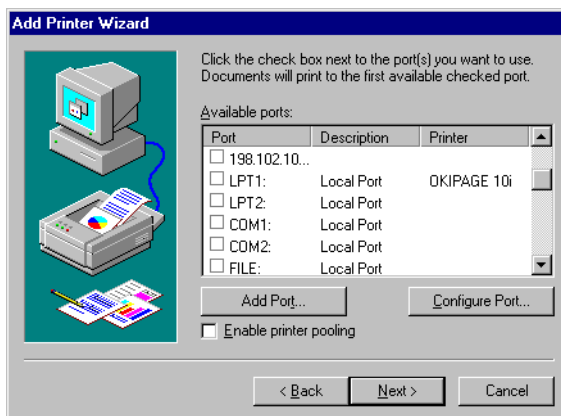 Add Printer Wizard
Click the check box next to the port(s) you want to use.
Documents will print to the first available checked port.
Available ports:
Port Description Printer
198.102.10...
LPT1: Local Port OKIPAGE 10i
LPT2: Local Port
COM1: Local Port
COM2: Local Port
FILE: Local Port
Add Port... Configure Port...
Enable printer pooling
< Back Next > Cancel